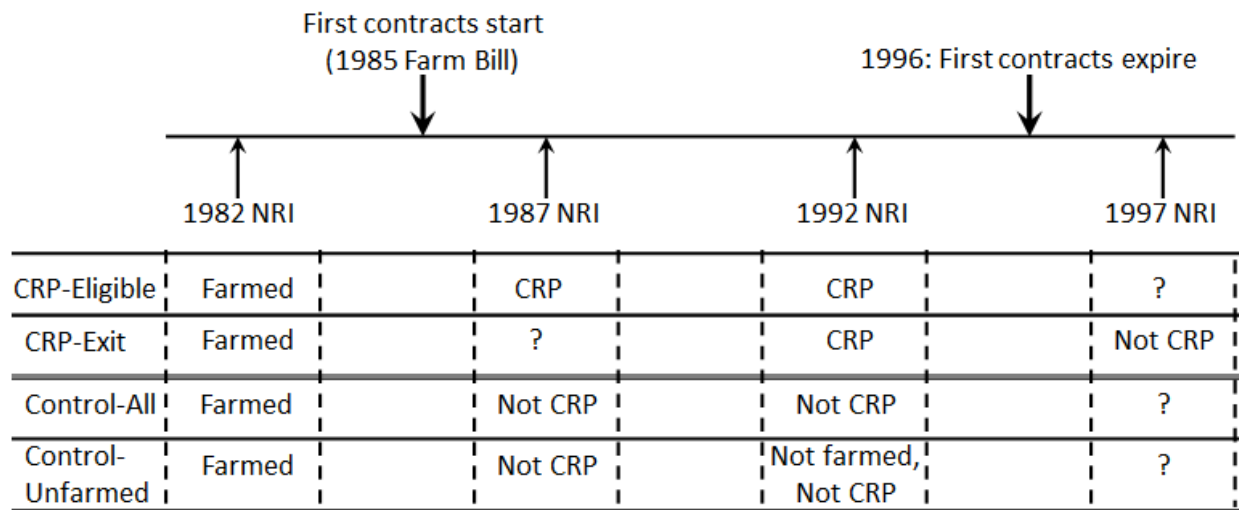 First contracts start
(1985 Farm Bill)
1996: First contracts expire
1982 NRI 1987 NRI 1992 NRI 1997 NRI
CRP-Eligible Farmed CRP CRP ?
CRP-Exit Farmed ? CRP Not CRP
Control-All Farmed Not CRP Not CRP ?
Control-
Unfarmed Farmed Not CRP Not farmed,
Not CRP ?